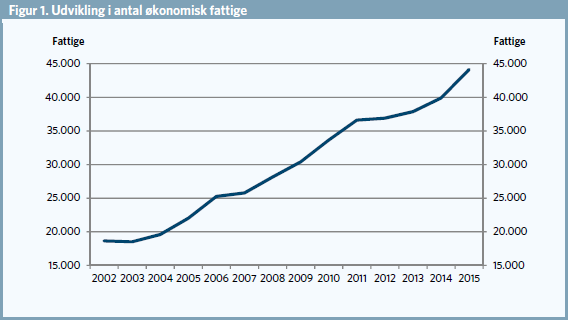 Figur 1. Udvikling i antal økonomisk fattige
Fattige Fattige
45.000 45.000
40.000 40.000
35.000 35.000
30.000 30.000
25.000 25.000
20.000 20.000
15.000 15.000
2002 2003 2004 2005 2006 2007 2008 2009 2010 2011 2012 2013 2014 2015